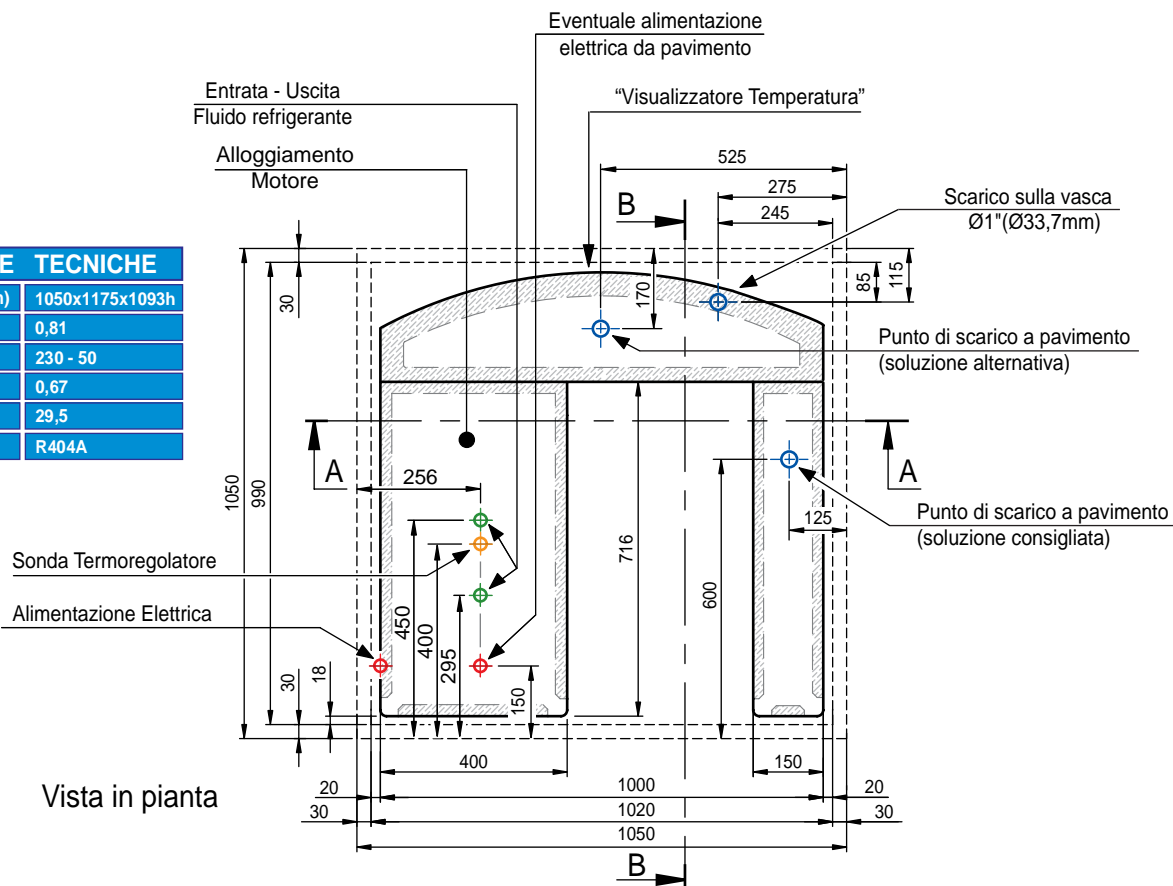 Eventuale alimentazione
elettrica da pavimento
Entrata - Uscita
Fluido refrigerante
“Visualizzatore Temperatura”
Alloggiamento
Motore
525
B
275
Scarico sulla vasca
Ø1"(Ø33,7mm)
245
E TECNICHE
) 1050x1175x1093h
0,81
230 - 50
0,67
29,5
R404A
30
170
85
115
Punto di scarico a pavimento
(soluzione alternativa)
A
A
256
1050
990
716
600
125
Punto di scarico a pavimento
(soluzione consigliata)
Sonda Termoregolatore
Alimentazione Elettrica
450
400
295
150
30
18
400
150
Vista in pianta
20
1000
20
30
1020
30
1050
B